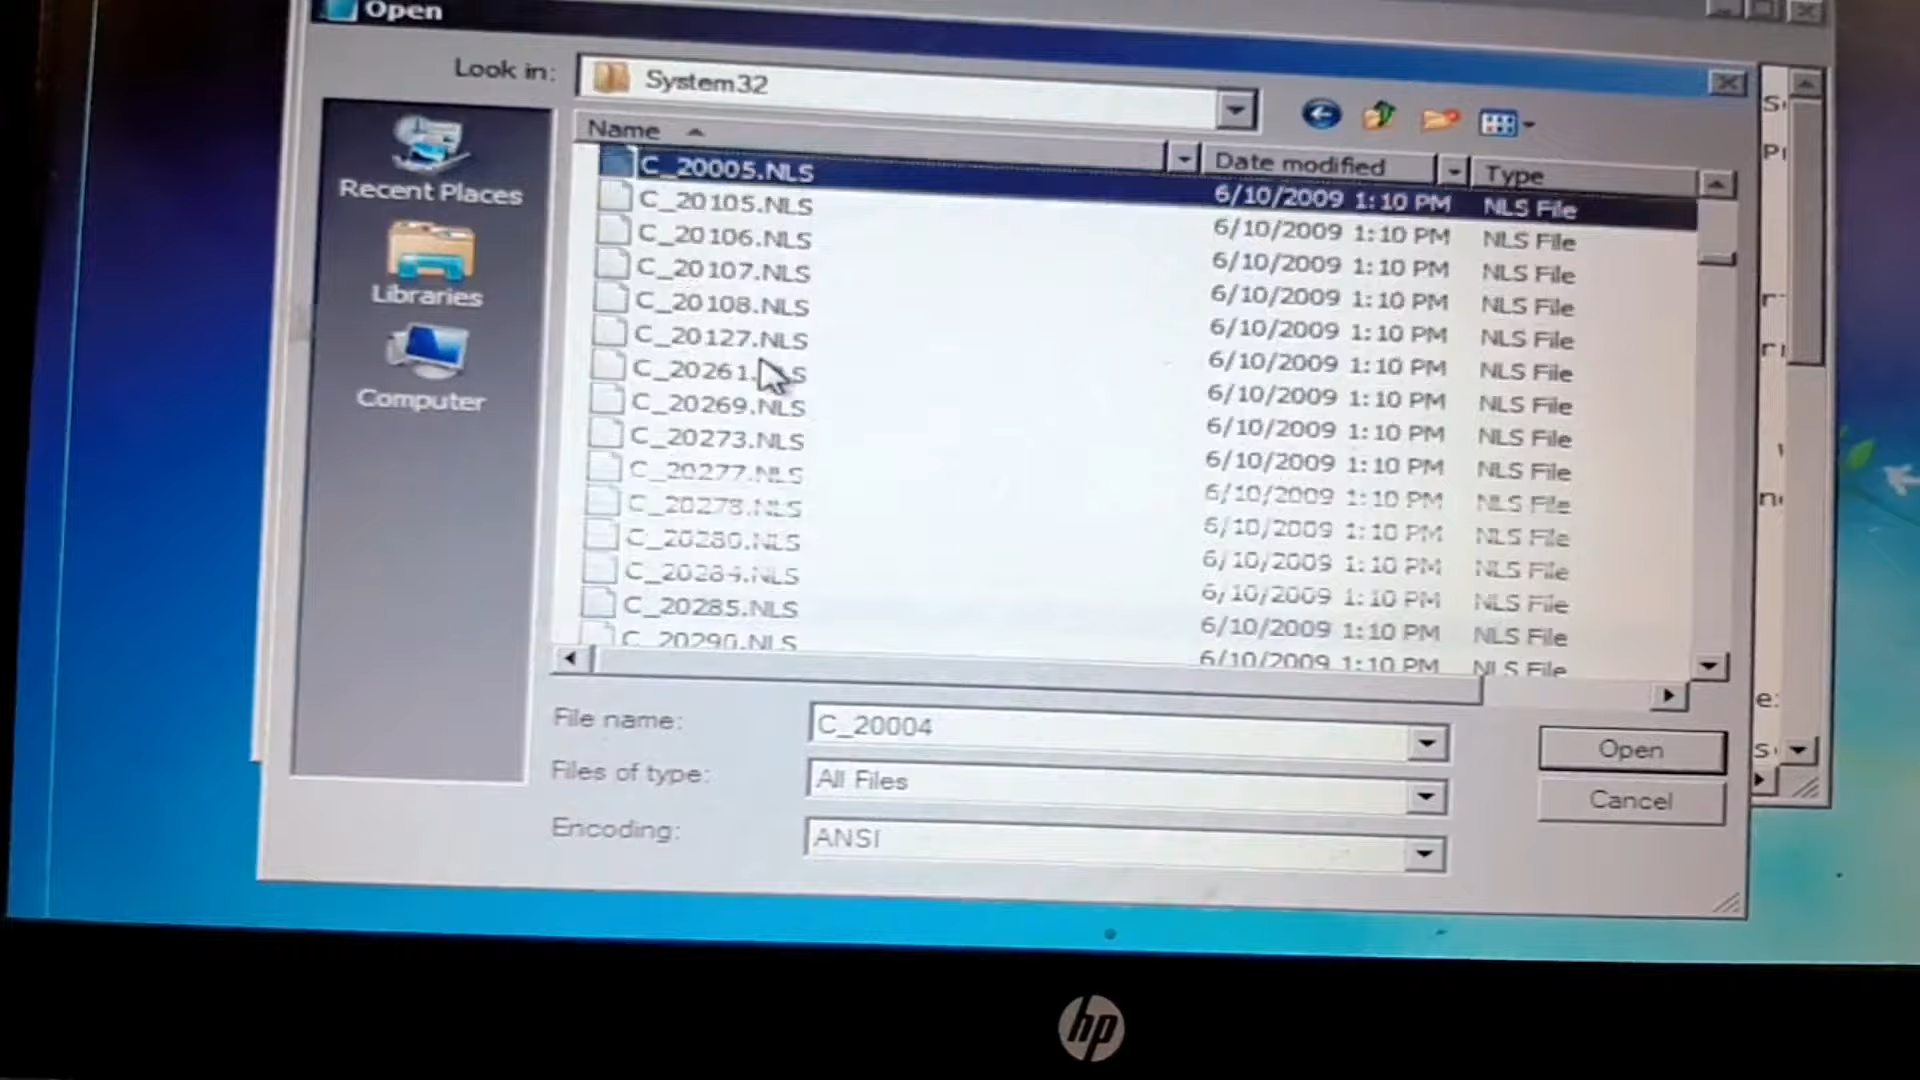 Open
Look in: System32
Name Date modified Type
C_20005.NLS 6/10/2009 1:10 PM NLS File
C_20105.NLS 6/10/2009 1:10 PM NLS File
C_20106.NLS 6/10/2009 1:10 PM NLS File
C_20107.NLS 6/10/2009 1:10 PM NLS File
C_20108.NLS 6/10/2009 1:10 PM NLS File
C_20127.NLS 6/10/2009 1:10 PM NLS File
C_20261. S 6/10/2009 1:10 PM NLS File
C_20269.NLS 6/10/2009 1:10 PM NLS File
C_20273.NLS 6/10/2009 1:10 PM NLS File
C_20277.NLS 6/10/2009 1:10 PM NLS File
C_20278.NLS 6/10/2009 1:10 PM NLS File
C_20280.NLS 6/10/2009 1:10 PM NLS File
C_20284.NLS 6/10/2009 1:10 PM NLS File
C_20285.NLS 6/10/2009 1:10 PM NLS File
C_20290.NLS 6/10/2009 1:10 PM NLS File
Recent Places
Libraries
Computer
File name: C_20004
Open
Files of type: All Files
Cancel
Encoding: ANSI
hp